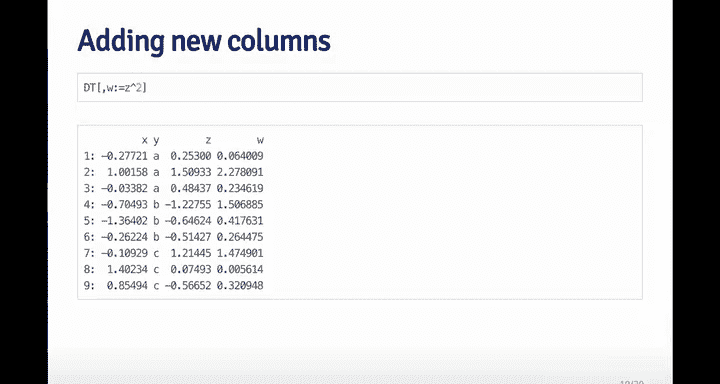 Adding new columns
DT[,w:=z^2]
x y z w
1: -0.27721 a 0.25300 0.064009
2: 1.00158 a 1.50933 2.278091
3: -0.03382 a 0.48437 0.234619
4: -0.70493 b -1.22755 1.506885
5: -1.36402 b -0.64624 0.417631
6: -0.26224 b -0.51427 0.264475
7: -0.10929 c 1.21445 1.474901
8: 1.40234 c 0.07493 0.005614
9: 0.85494 c -0.56652 0.320948